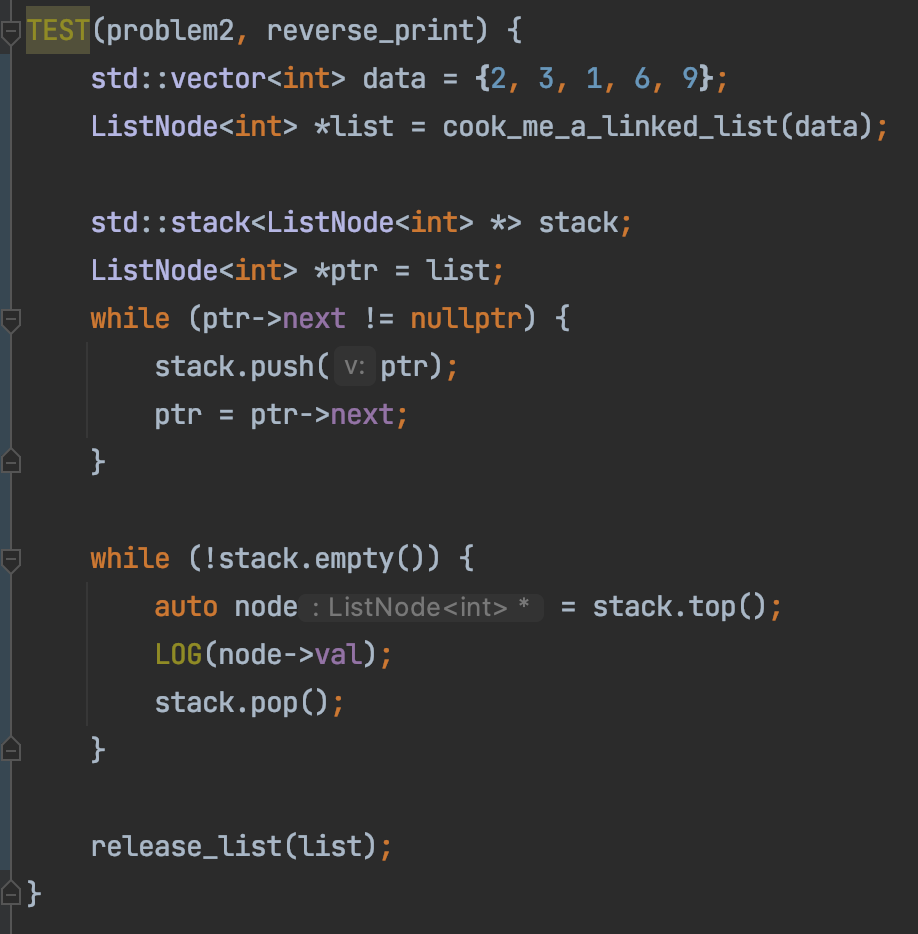 TEST(problem2, reverse_print) {
    std::vector<int> data = {2, 3, 1, 6, 9};
    ListNode<int> *list = cook_me_a_linked_list(data);
    std::stack<ListNode<int> *> stack;
    ListNode<int> *ptr = list;
    while (ptr->next != nullptr) {
        stack.push( v: ptr);
        ptr = ptr->next;
    }
    while (!stack.empty()) {
        auto node : ListNode<int> * = stack.top();
        LOG(node->val);
        stack.pop();
    }
    release_list(list);
}